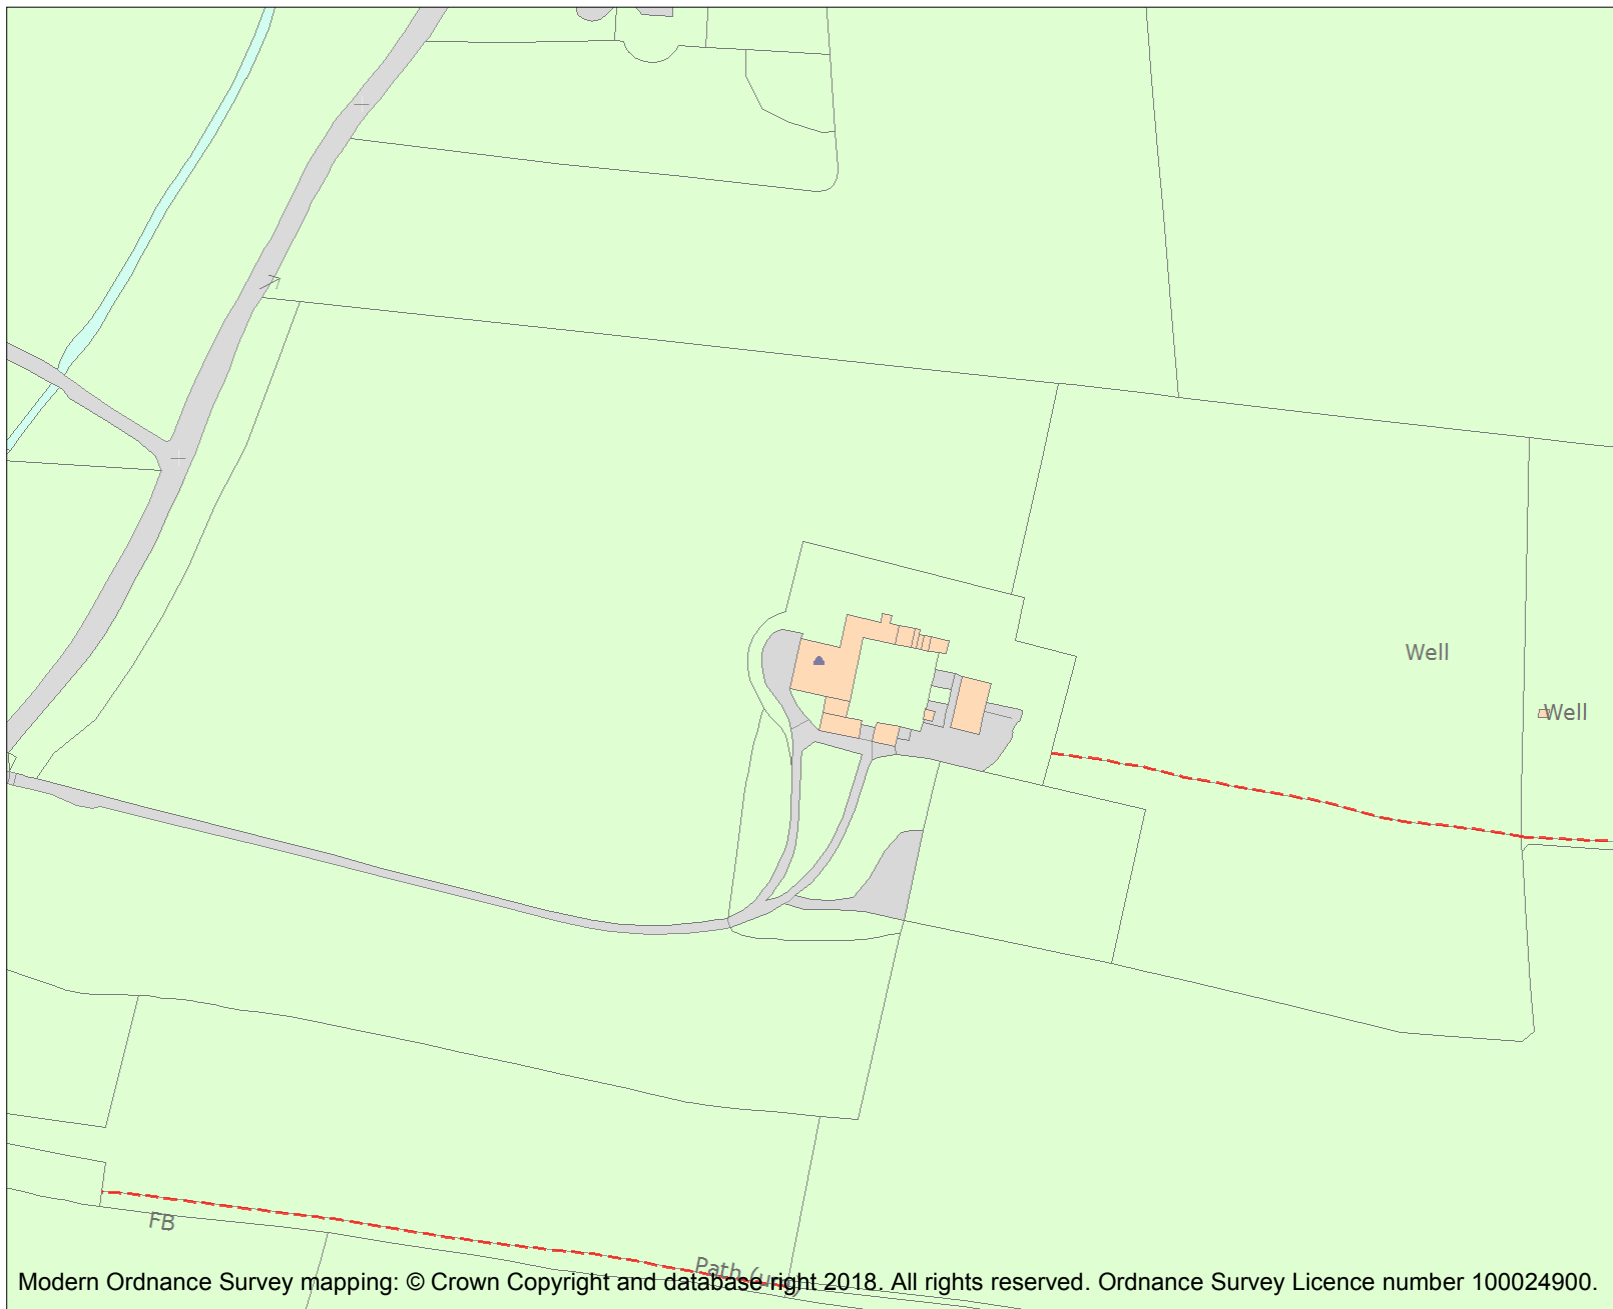 Well
Well
FB
Path (um)
Modern Ordnance Survey mapping: © Crown Copyright and database right 2018. All rights reserved. Ordnance Survey Licence number 100024900.